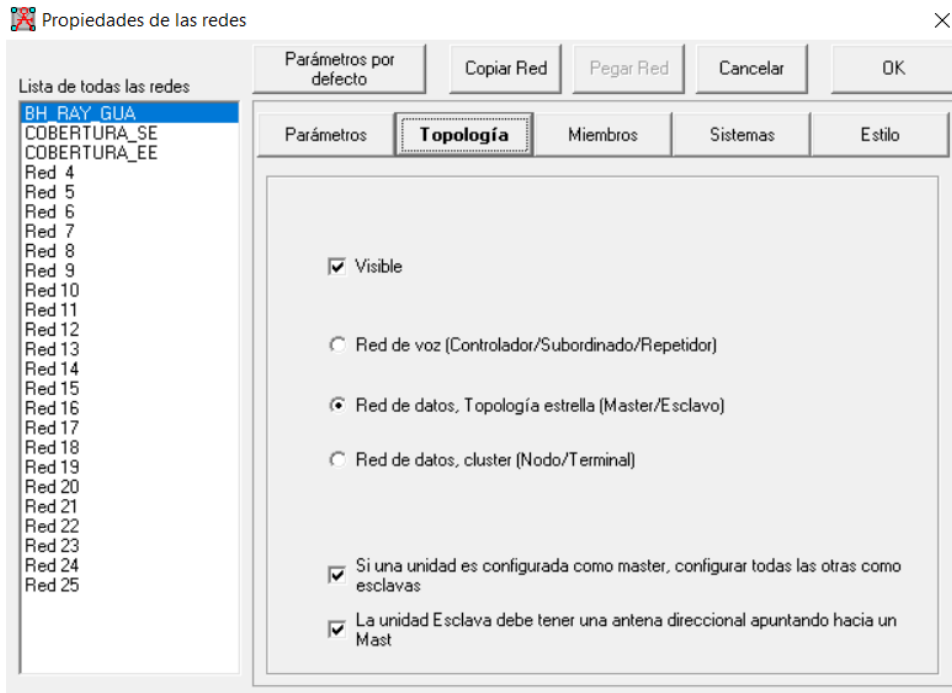 Propiedades de las redes
Lista de todas las redes
BH_RAY_GUA
COBERTURA_SE
COBERTURA_EE
Red 4
Red 5
Red 6
Red 7
Red 8
Red 9
Red 10
Red 11
Red 12
Red 13
Red 14
Red 15
Red 16
Red 17
Red 18
Red 19
Red 20
Red 21
Red 22
Red 23
Red 24
Red 25
Parámetros por
defecto
Copiar Red
Pegar Red
Cancelar
OK
Parámetros
Topología
Miembros
Sistemas
Estilo
Visible
Red de voz (Controlador/Subordinado/Repetidor)
Red de datos, Topología estrella (Master/Esclavo)
Red de datos, cluster (Nodo/Terminal)
Si una unidad es configurada como master, configurar todas las otras como
esclavas
La unidad Esclava debe tener una antena direccional apuntando hacia un
Mast